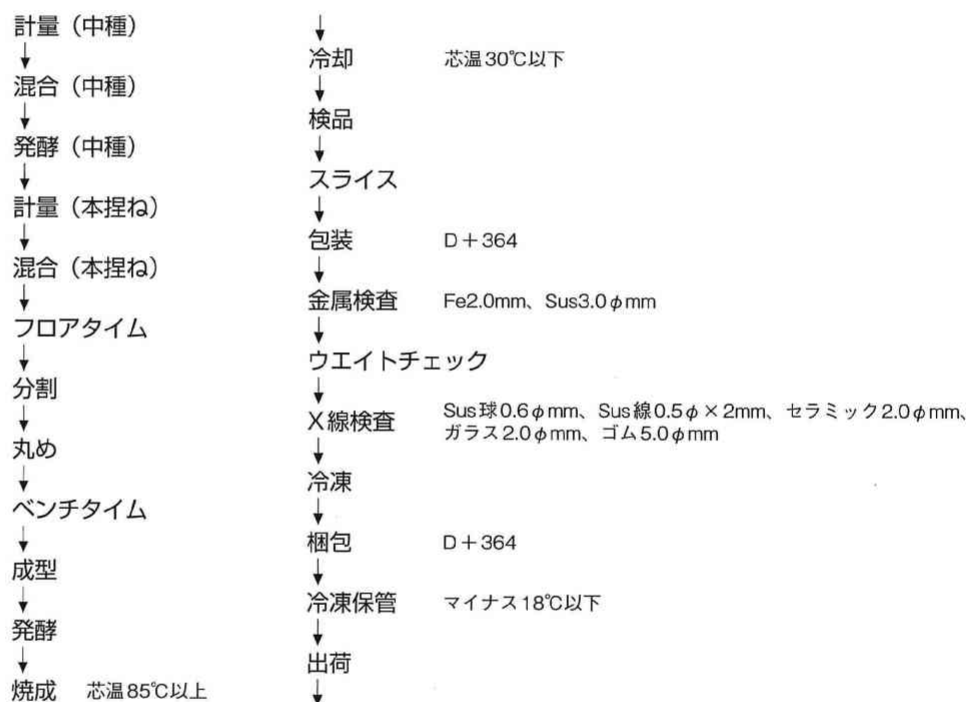 計量（中種）
混合（中種）
発酵（中種）
計量（本捏ね）
混合（本捏ね）
フロアタイム
分割
丸め
ベンチタイム
成型
発酵
焼成 芯温85℃以上
冷却 芯温30℃以下
検品
スライス
包装 D＋364
金属検査 Fe2.0mm、Sus3.0φmm
ウエイトチェック
X線検査 Sus球0.6φmm、Sus線0.5φ×2mm、セラミック2.0φmm、
ガラス2.0φmm、ゴム5.0φmm
冷凍
梱包 D＋364
冷凍保管 マイナス18℃以下
出荷